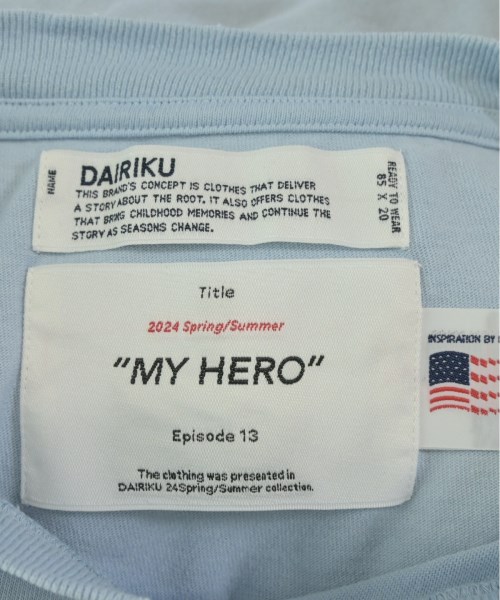 NAME
DAIRIKU
THIS BRAND'S CONCEPT IS CLOTHES THAT DELIVER
A STORY ABOUT THE ROOT. IT ALSO OFFERS CLOTHES
THAT BRING CHILDHOOD MEMORIES AND CONTINUE THE
STORY AS SEASONS CHANGE.
READY TO WEAR
85 X 20
Title
2024 Spring/Summer
"MY HERO"
Episode 13
The clothing was presented in
DAIRIKU 24Spring/Summer collection.
INSPIRATION BY